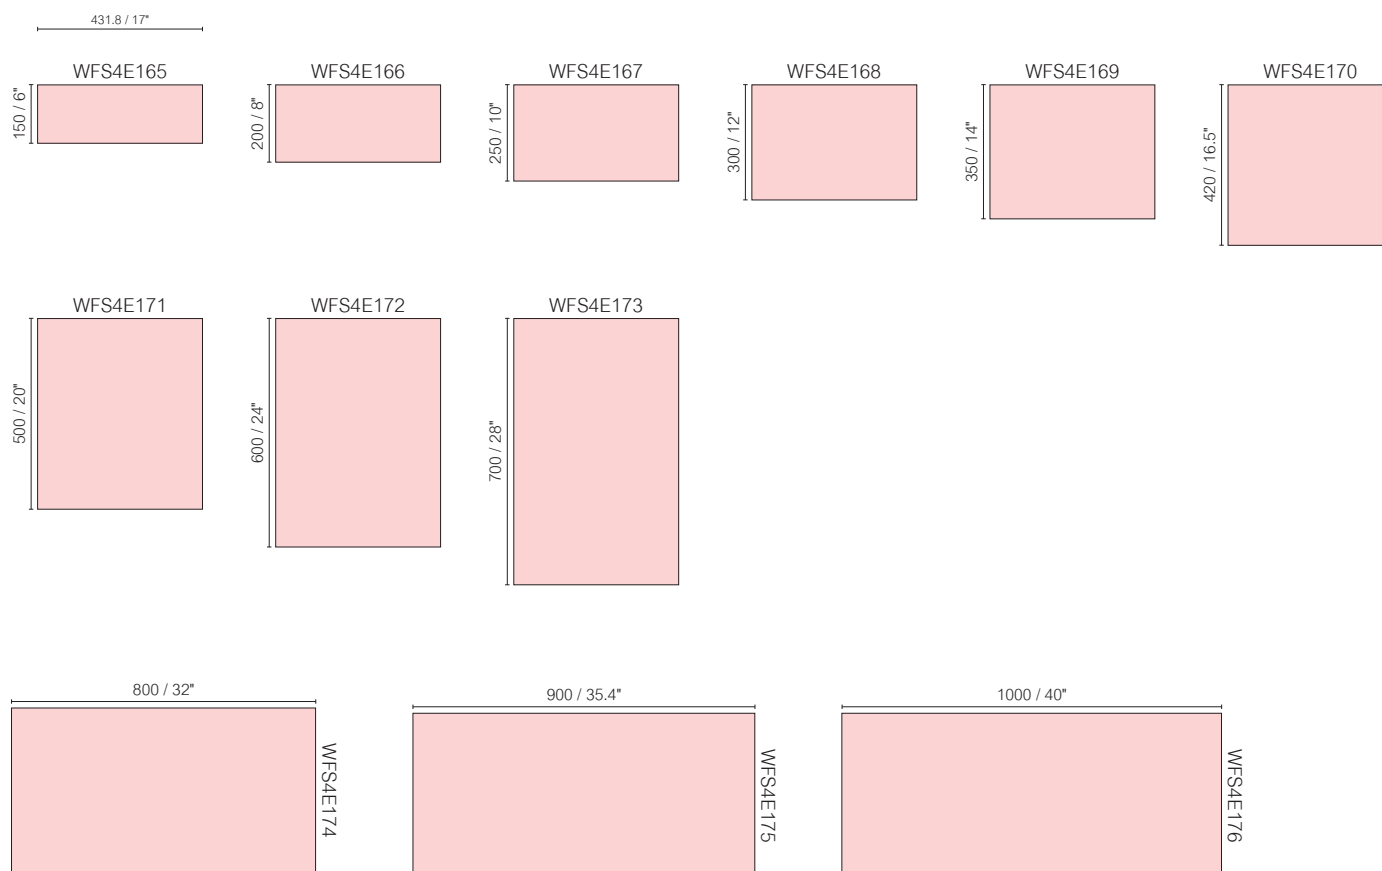 431.8 / 17"
WFS4E165
WFS4E166
WFS4E167
WFS4E168
WFS4E169
WFS4E170
150 / 6"
200 / 8"
250 / 10"
300 / 12"
350 / 14"
420 / 16.5"
WFS4E171
WFS4E172
WFS4E173
500 / 20"
600 / 24"
700 / 28"
800 / 32"
900 / 35.4"
1000 / 40"
WFS4E174
WFS4E175
WFS4E176